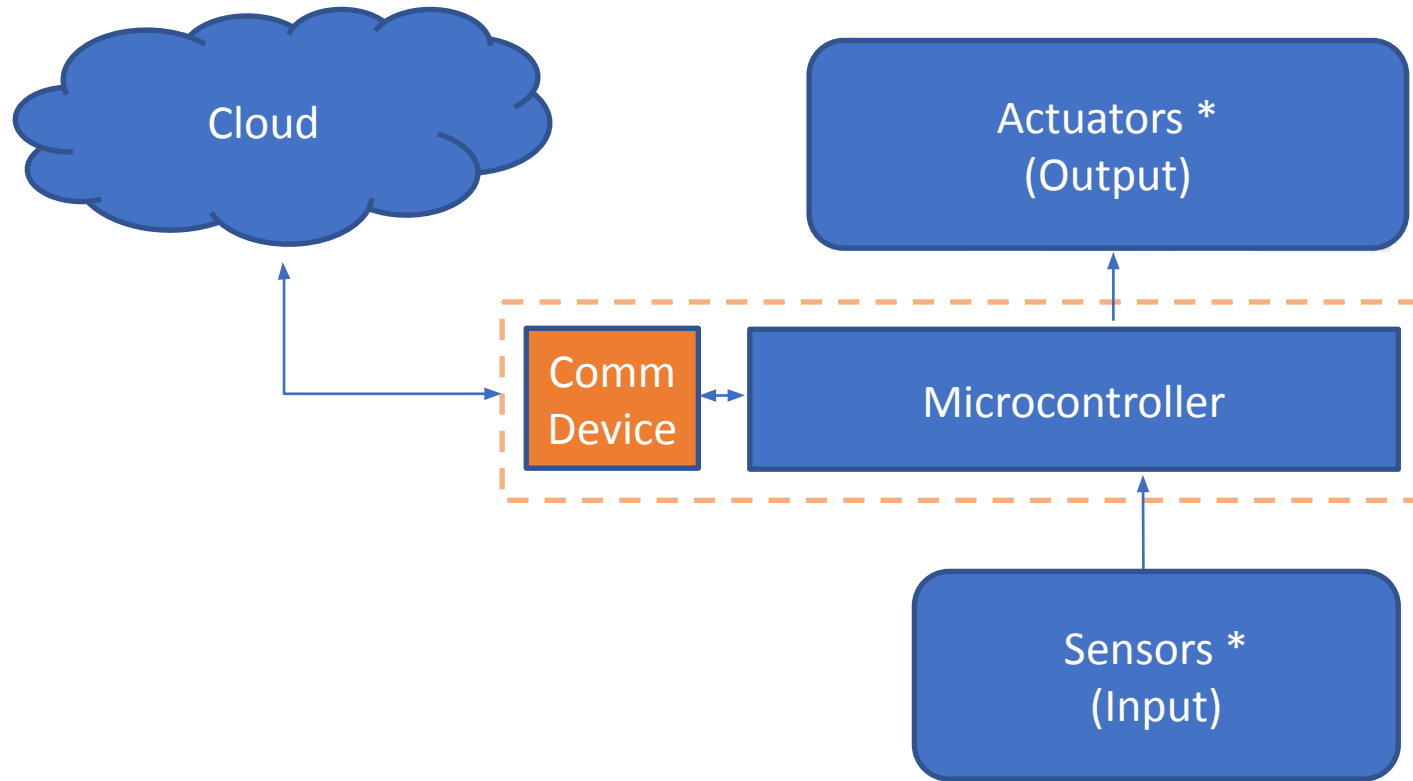 Cloud
Actuators *
(Output)
Comm
Device
Microcontroller
Sensors *
(Input)